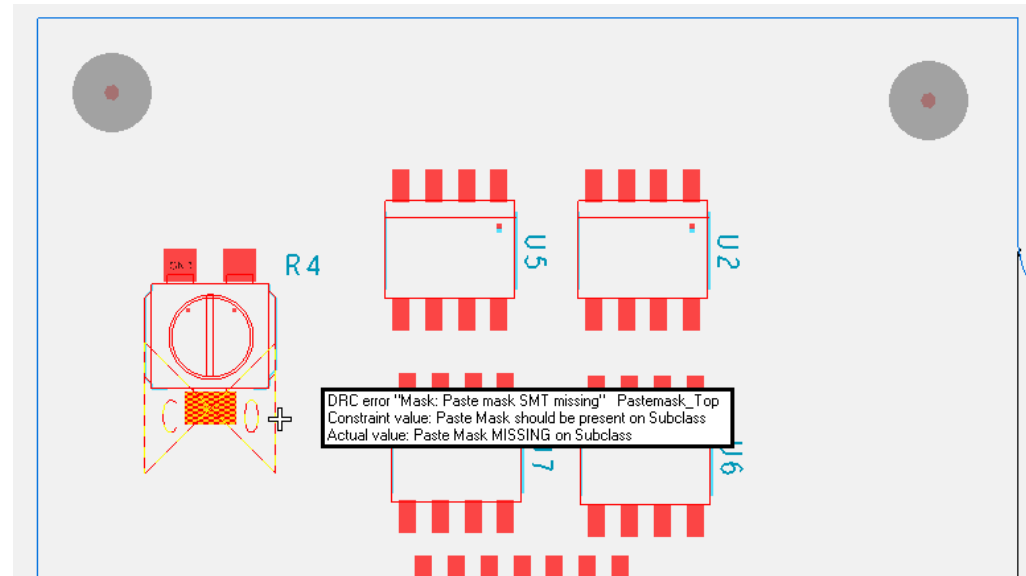 R4
U5
U2
DRC error "Mask: Paste mask SMT missing" Pastemask_Top
Constraint value: Paste Mask should be present on Subclass
Actual value: Paste Mask MISSING on Subclass
U6